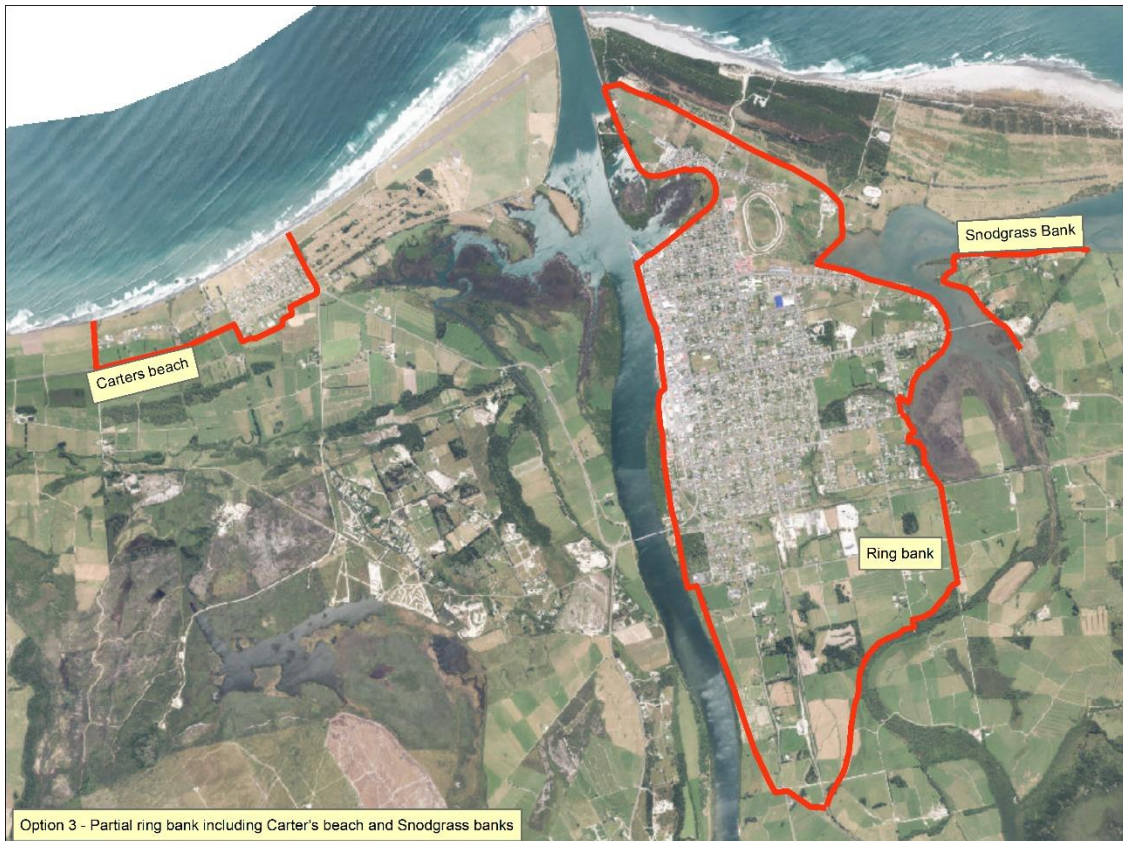 Snodgrass Bank
Carters beach
Ring bank
Option 3 - Partial ring bank including Carter's beach and Snodgrass banks